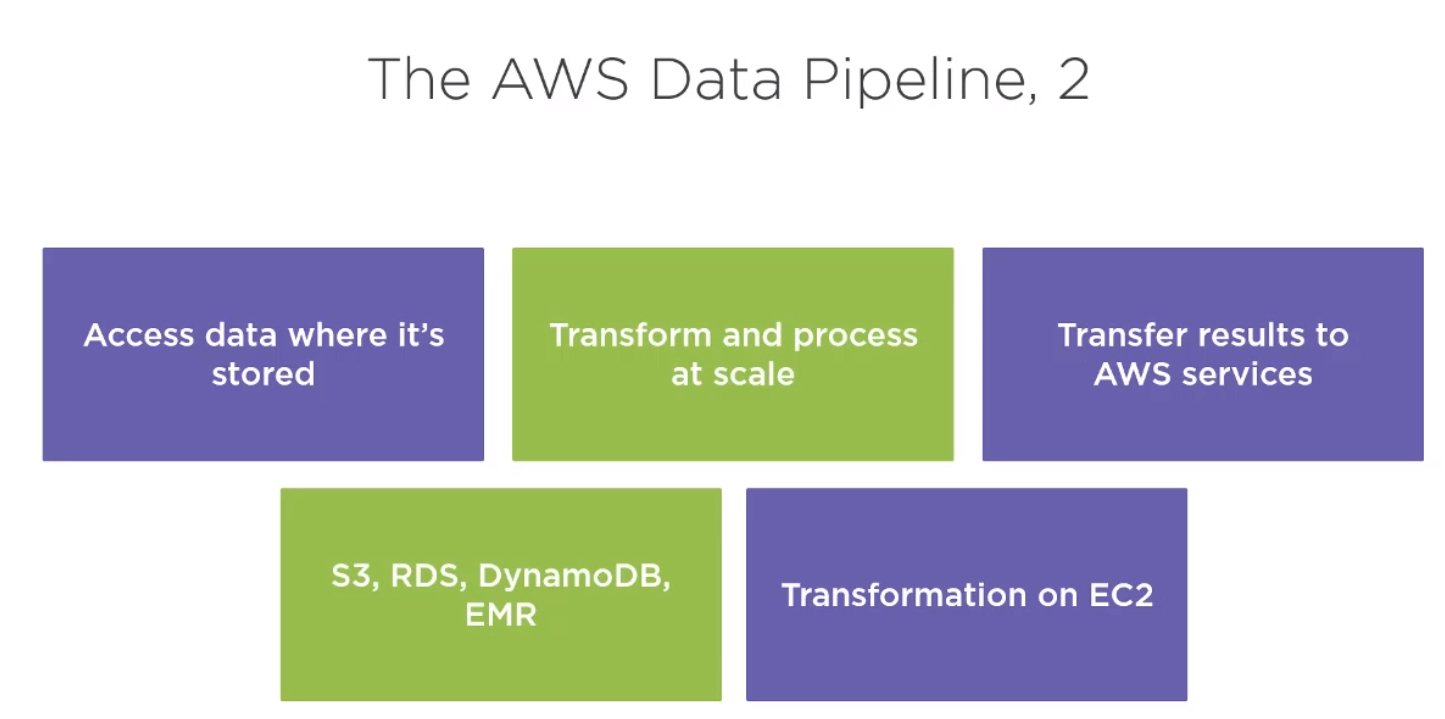 The AWS Data Pipeline, 2
Access data where it’s
stored
Transform and process
at scale
Transfer results to
AWS services
S3, RDS, DynamoDB,
EMR
Transformation on EC2